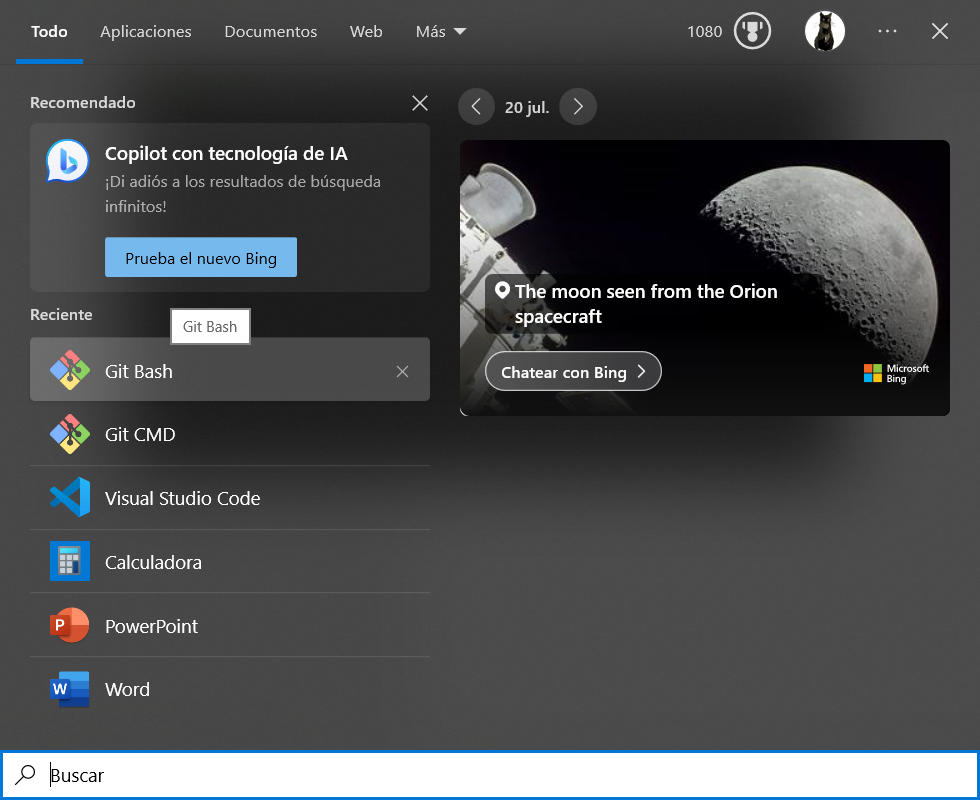 Todo
Aplicaciones
Documentos
Web
Más
1080
Recomendado
Copilot con tecnología de IA
¡Di adiós a los resultados de búsqueda
infinitos!
Prueba el nuevo Bing
Reciente
Git Bash
Git Bash
Git CMD
Visual Studio Code
Calculadora
PowerPoint
Word
20 jul.
The moon seen from the Orion
spacecraft
Chatear con Bing
Microsoft
Bing
Buscar